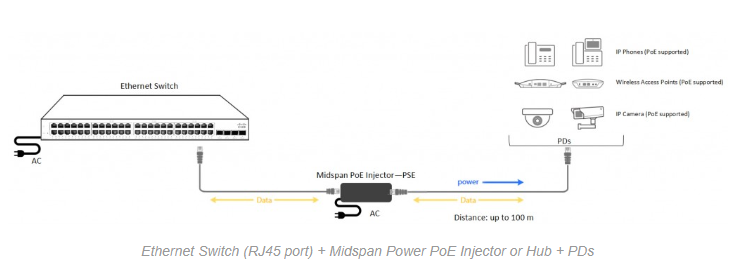 Ethernet Switch
AC
IP Phones (PoE supported)
Wireless Access Points (PoE supported)
IP Camera (PoE supported)
PDs
Midspan PoE Injector—PSE
AC
Data
power
Data
Distance: up to 100 m
Ethernet Switch (RJ45 port) + Midspan Power PoE Injector or Hub + PDs